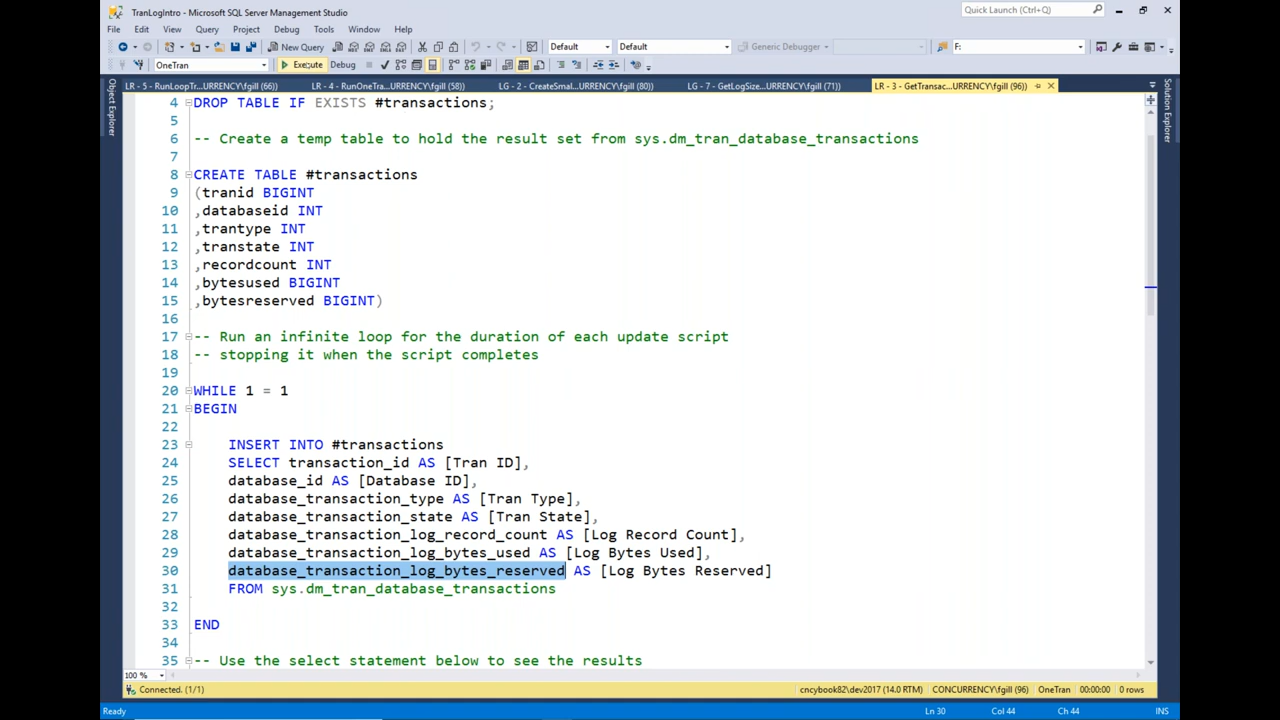 TranLogIntro - Microsoft SQL Server Management Studio
Quick Launch (Ctrl+Q)
File Edit View Query Project Debug Tools Window Help
New Query Default Default Generic Debugger F:
OneTran Execute Debug
LR - 5 - RunLoopTr...URRENCY\fgill (66)) LR - 4 - RunOneTra...URRENCY\fgill (58)) LG - 2 - CreateSmal...URRENCY\fgill (80)) LG - 7 - GetLogSize...URRENCY\fgill (71)) LR - 3 - GetTransac...URRENCY\fgill (96))
Object Explorer
Solution Explorer
4 DROP TABLE IF EXISTS #transactions;
5
6 -- Create a temp table to hold the result set from sys.dm_tran_database_transactions
7
8 CREATE TABLE #transactions
9 (tranid BIGINT
10 ,databaseid INT
11 ,trantype INT
12 ,transtate INT
13 ,recordcount INT
14 ,bytesused BIGINT
15 ,bytesreserved BIGINT)
16
17 -- Run an infinite loop for the duration of each update script
18 -- stopping it when the script completes
19
20 WHILE 1 = 1
21 BEGIN
22
23 INSERT INTO #transactions
24 SELECT transaction_id AS [Tran ID],
25 database_id AS [Database ID],
26 database_transaction_type AS [Tran Type],
27 database_transaction_state AS [Tran State],
28 database_transaction_log_record_count AS [Log Record Count],
29 database_transaction_log_bytes_used AS [Log Bytes Used],
30 database_transaction_log_bytes_reserved AS [Log Bytes Reserved]
31 FROM sys.dm_tran_database_transactions
32
33 END
34
35 -- Use the select statement below to see the results
100 %
Connected. (1/1) cncybook82\dev2017 (14.0 RTM) CONCURRENCY\fgill (96) OneTran 00:00:00 0 rows
Ready Ln 30 Col 44 Ch 44 INS